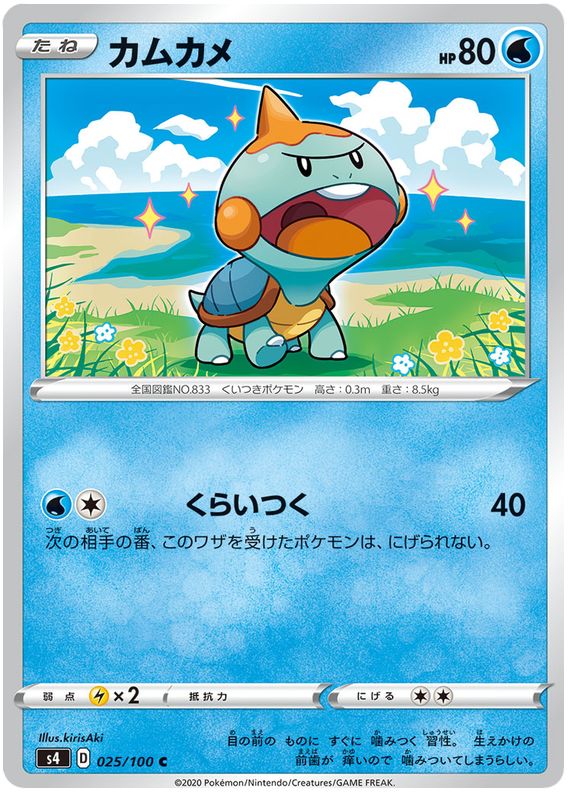 たね カムカメ HP80
全国図鑑NO.833 くいつきポケモン 高さ:0.3m 重さ:8.5kg
くらいつく 40
次の相手の番、このワザを受けたポケモンは、にげられない。
弱点 ×2 抵抗力 にげる
Illus.kirisAki
目の前の ものに すぐに 噛みつく 習性。 生えかけの
前歯が 痒いので 噛みついてしまうらしい。
s4 D 025/100 C
©2020 Pokémon/Nintendo/Creatures/GAME FREAK.